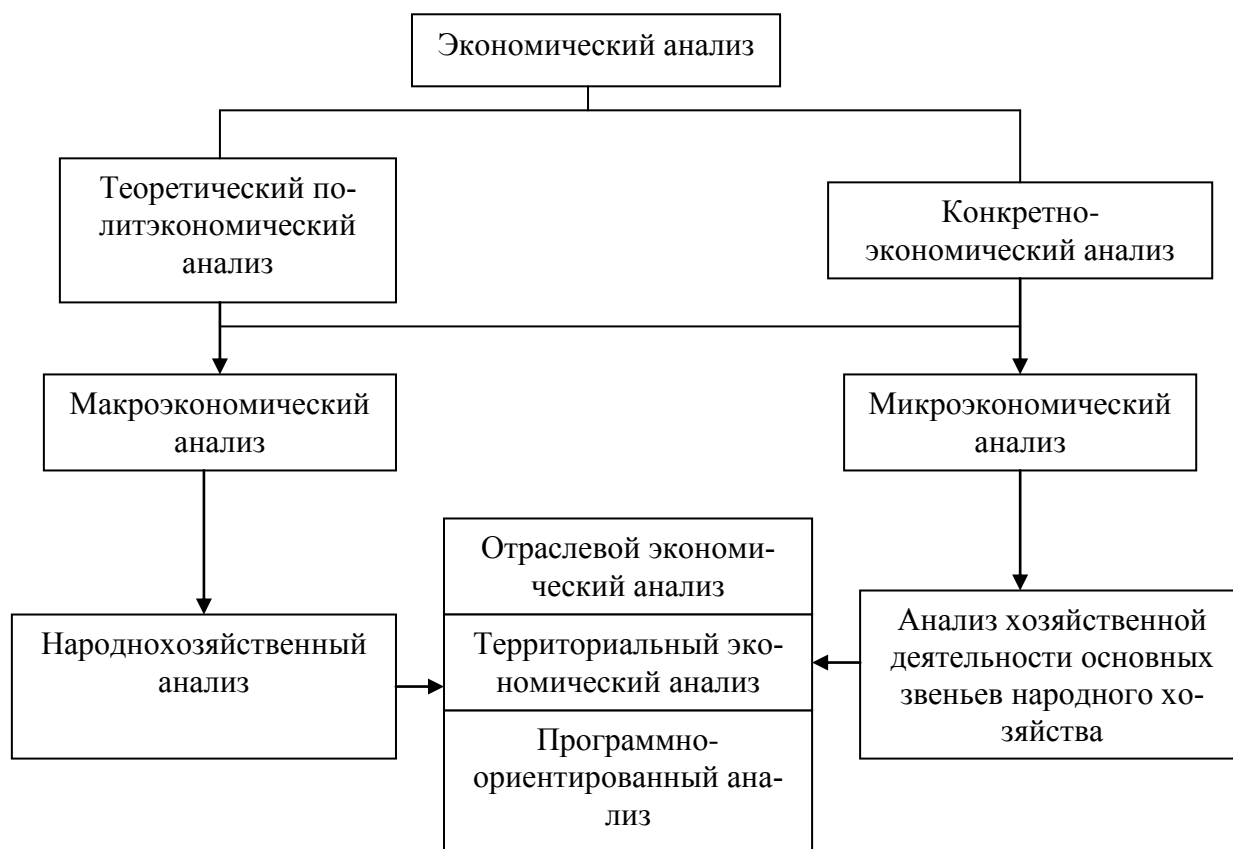 Экономический анализ
Теоретический по-
литэкономический
анализ
Конкретно-
экономический анализ
Макроэкономический
анализ
Микроэкономический
анализ
Отраслевой экономи-
ческий анализ
Народнохозяйственный
анализ
Территориальный эко-
номический анализ
Анализ хозяйственной
деятельности основных
звеньев народного хо-
зяйства
Программно-
ориентированный ана-
лиз